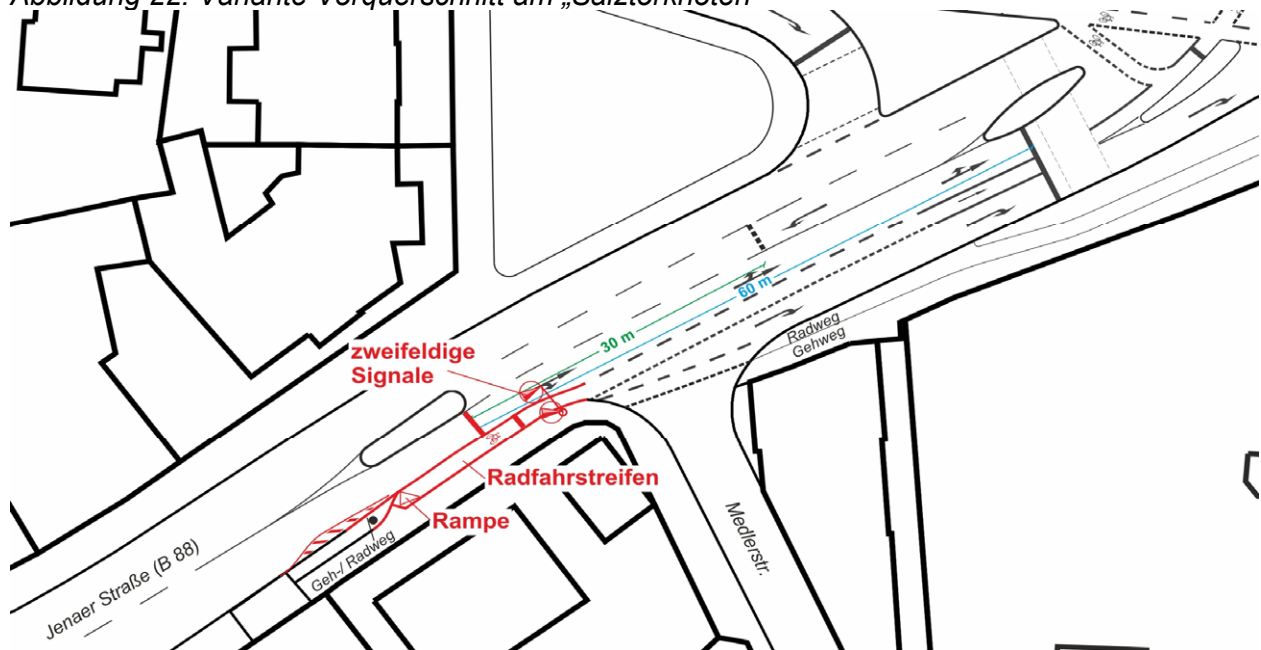 Abbildung 22: Variante Vorquerschnitt am „Salztorknoten“
zweifeldige
Signale
30 m
60 m
Radweg
Gehweg
Radfahrstreifen
Rampe
Geh-/ Radweg
Jenaer Straße (B 88)
Medlerstr.